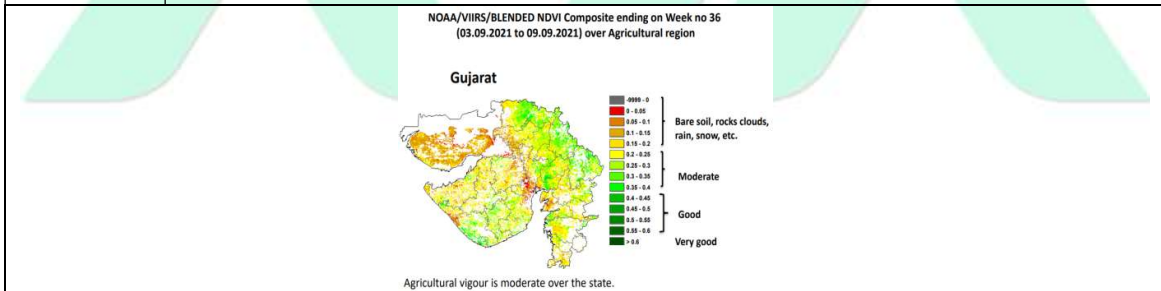 NOAA/VIIRS/BLENDED NDVI Composite ending on Week no 36
(03.09.2021 to 09.09.2021) over Agricultural region
Gujarat
-9999 - 0
0 - 0.05
0.05 - 0.1
0.1 - 0.15
0.15 - 0.2
0.2 - 0.25
0.25 - 0.3
0.3 - 0.35
0.35 - 0.4
0.4 - 0.45
0.45 - 0.5
0.5 - 0.55
0.55 - 0.6
> 0.6
Bare soil, rocks clouds,
rain, snow, etc.
Moderate
Good
Very good
Agricultural vigour is moderate over the state.